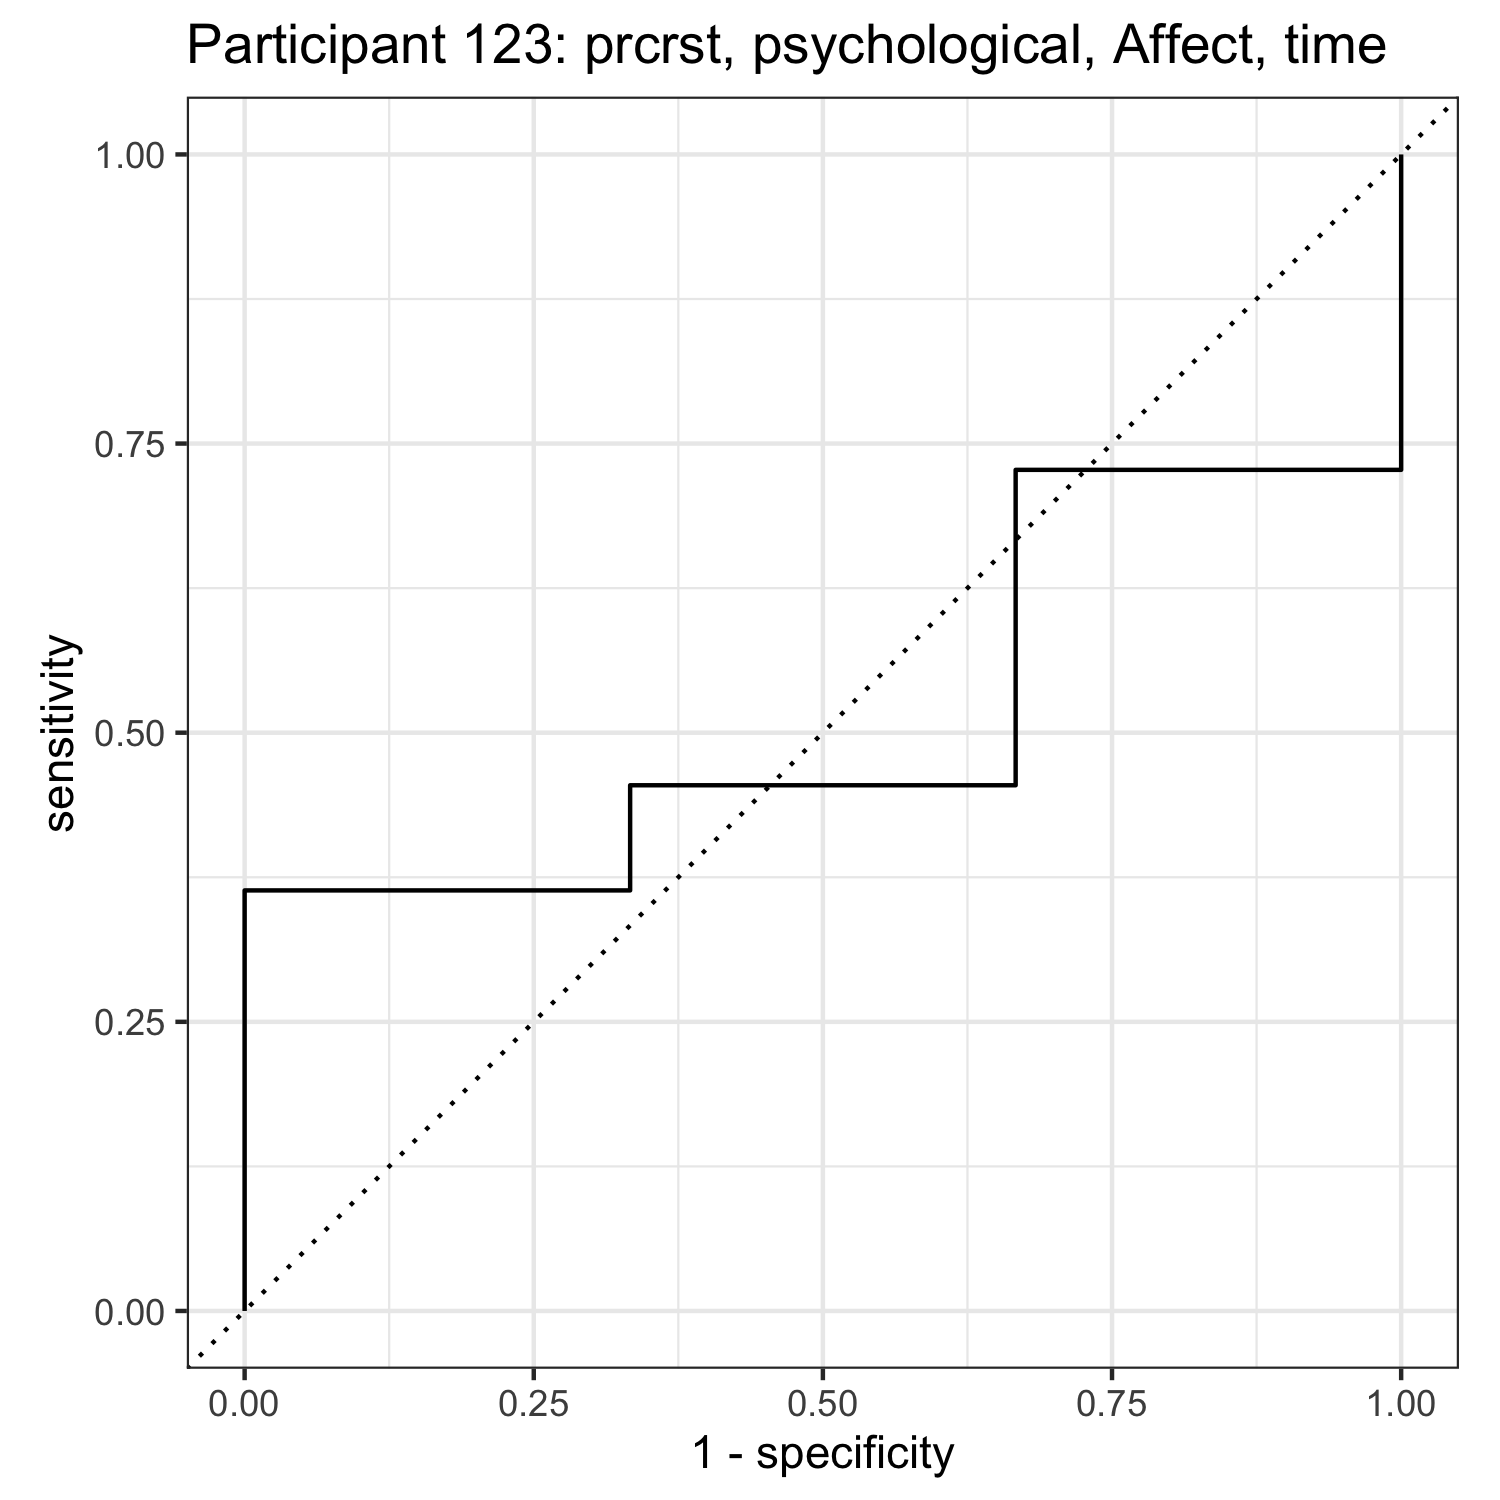 Participant 123: prcrst, psychological, Affect, time
1.00
0.75
0.50
0.25
0.00
sensitivity
0.00 0.25 0.50 0.75 1.00
1 - specificity